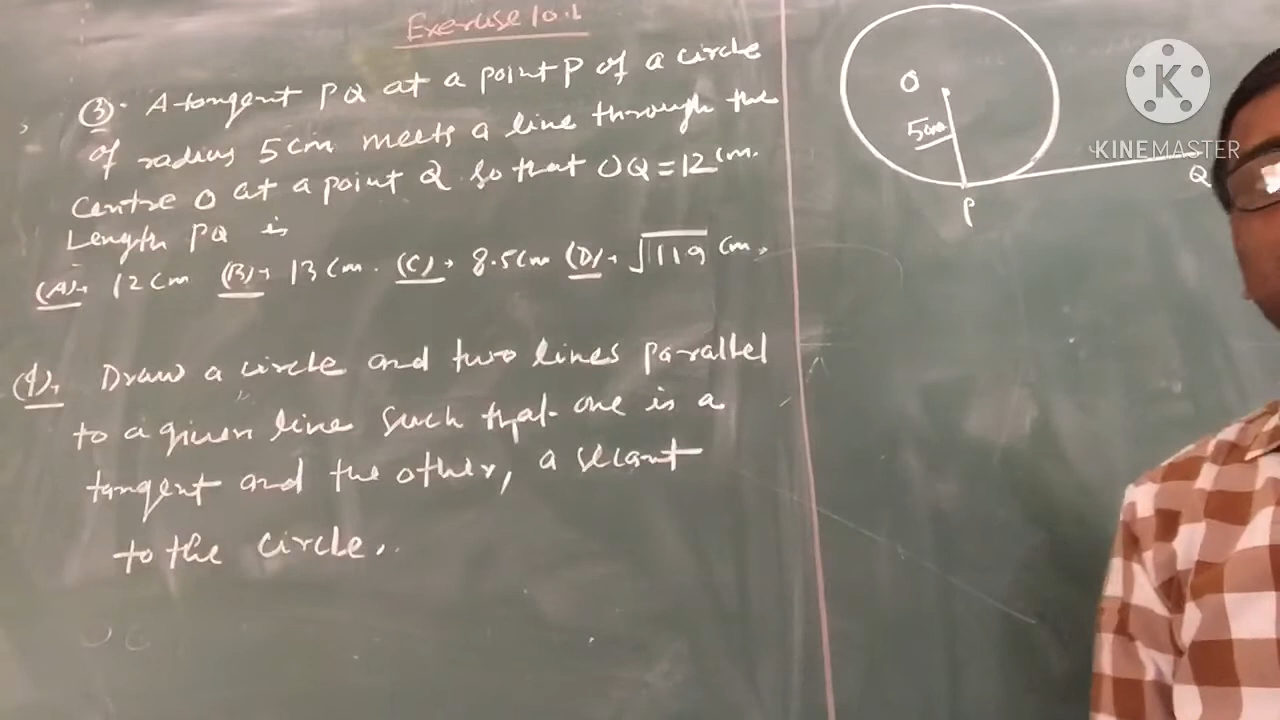 Exercise 10.1
(3). A tangent PQ at a point P of a circle
of radius 5cm meets a line through the
centre O at a point Q so that OQ = 12 cm.
Length PQ is
(A). 12 cm (B). 13 cm. (C). 8.5cm (D). √119 cm.
(4). Draw a circle and two lines parallel
to a given line such that one is a
tangent and the other, a secant
to the circle..
O
5cm
P
Q
K
KINEMASTER